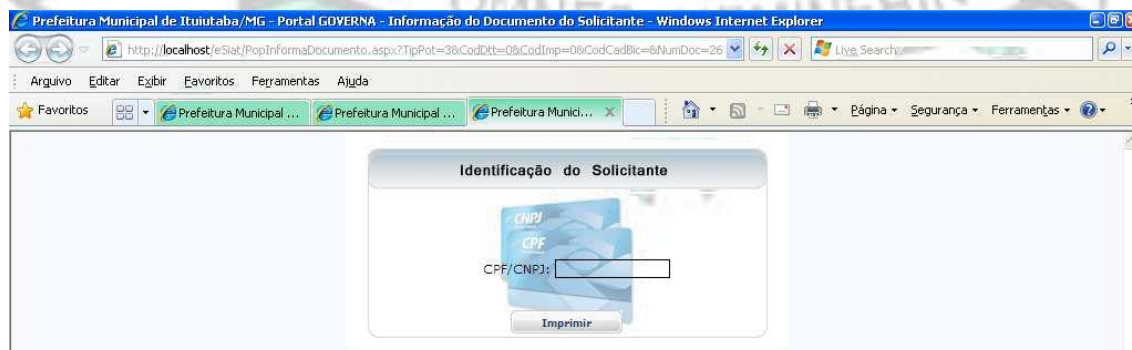 Prefeitura Municipal de Ituiutaba/MG - Portal GOVERNA - Informação do Documento do Solicitante - Windows Internet Explorer
http://localhost/eSiat/PopInformaDocumento.aspx?TipPot=38&CodDtt=0&CodImp=0&CodCadBic=&NumDoc=26
Live Search
Arquivo Editar Exibir Favoritos Ferramentas Ajuda
Favoritos Prefeitura Municipal ... Prefeitura Municipal ... Prefeitura Munici... X Página Segurança Ferramentas
Identificação do Solicitante
CNPJ
CPF
CPF/CNPJ:
Imprimir